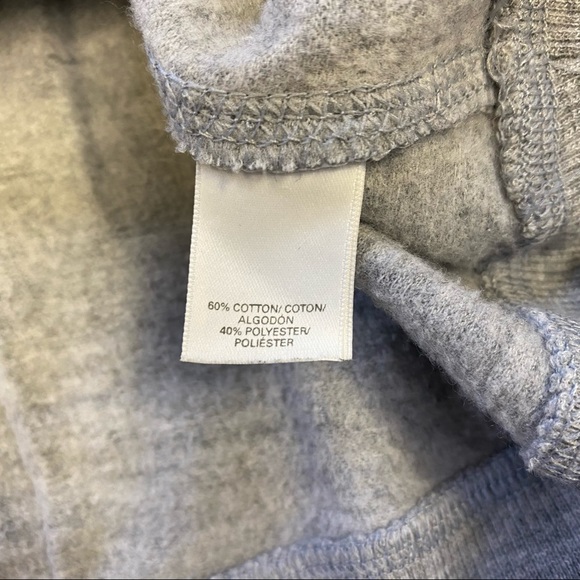 60% COTTON/ COTON/
ALGODÓN
40% POLYESTER/
POLIÉSTER